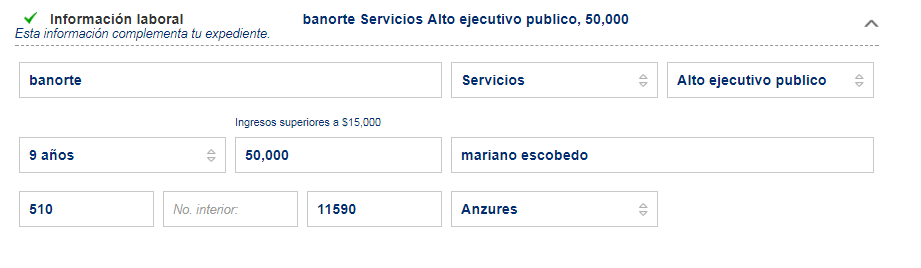 Información laboral banorte Servicios Alto ejecutivo publico, 50,000
Esta información complementa tu expediente.
banorte Servicios Alto ejecutivo publico
Ingresos superiores a $15,000
9 años 50,000 mariano escobedo
510 No. interior: 11590 Anzures